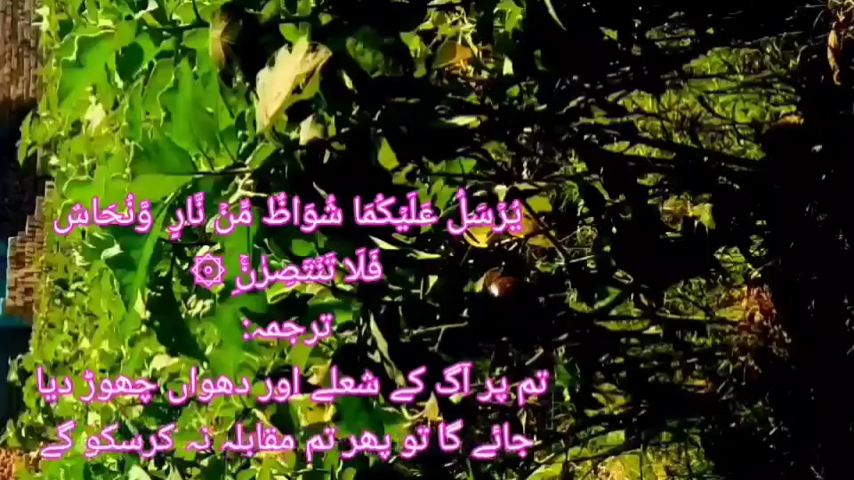 یُرْسَلُ عَلَیْكُمَا شُوَاظٌ مِّنْ نَّارٍ وَّنُحَاسٌ
فَلَا تَنْتَصِرٰنِۚ ۞
ترجمہ:
تم پر آگ کے شعلے اور دھواں چھوڑ دیا
جائے گا تو پھر تم مقابلہ نہ کرسکو گے